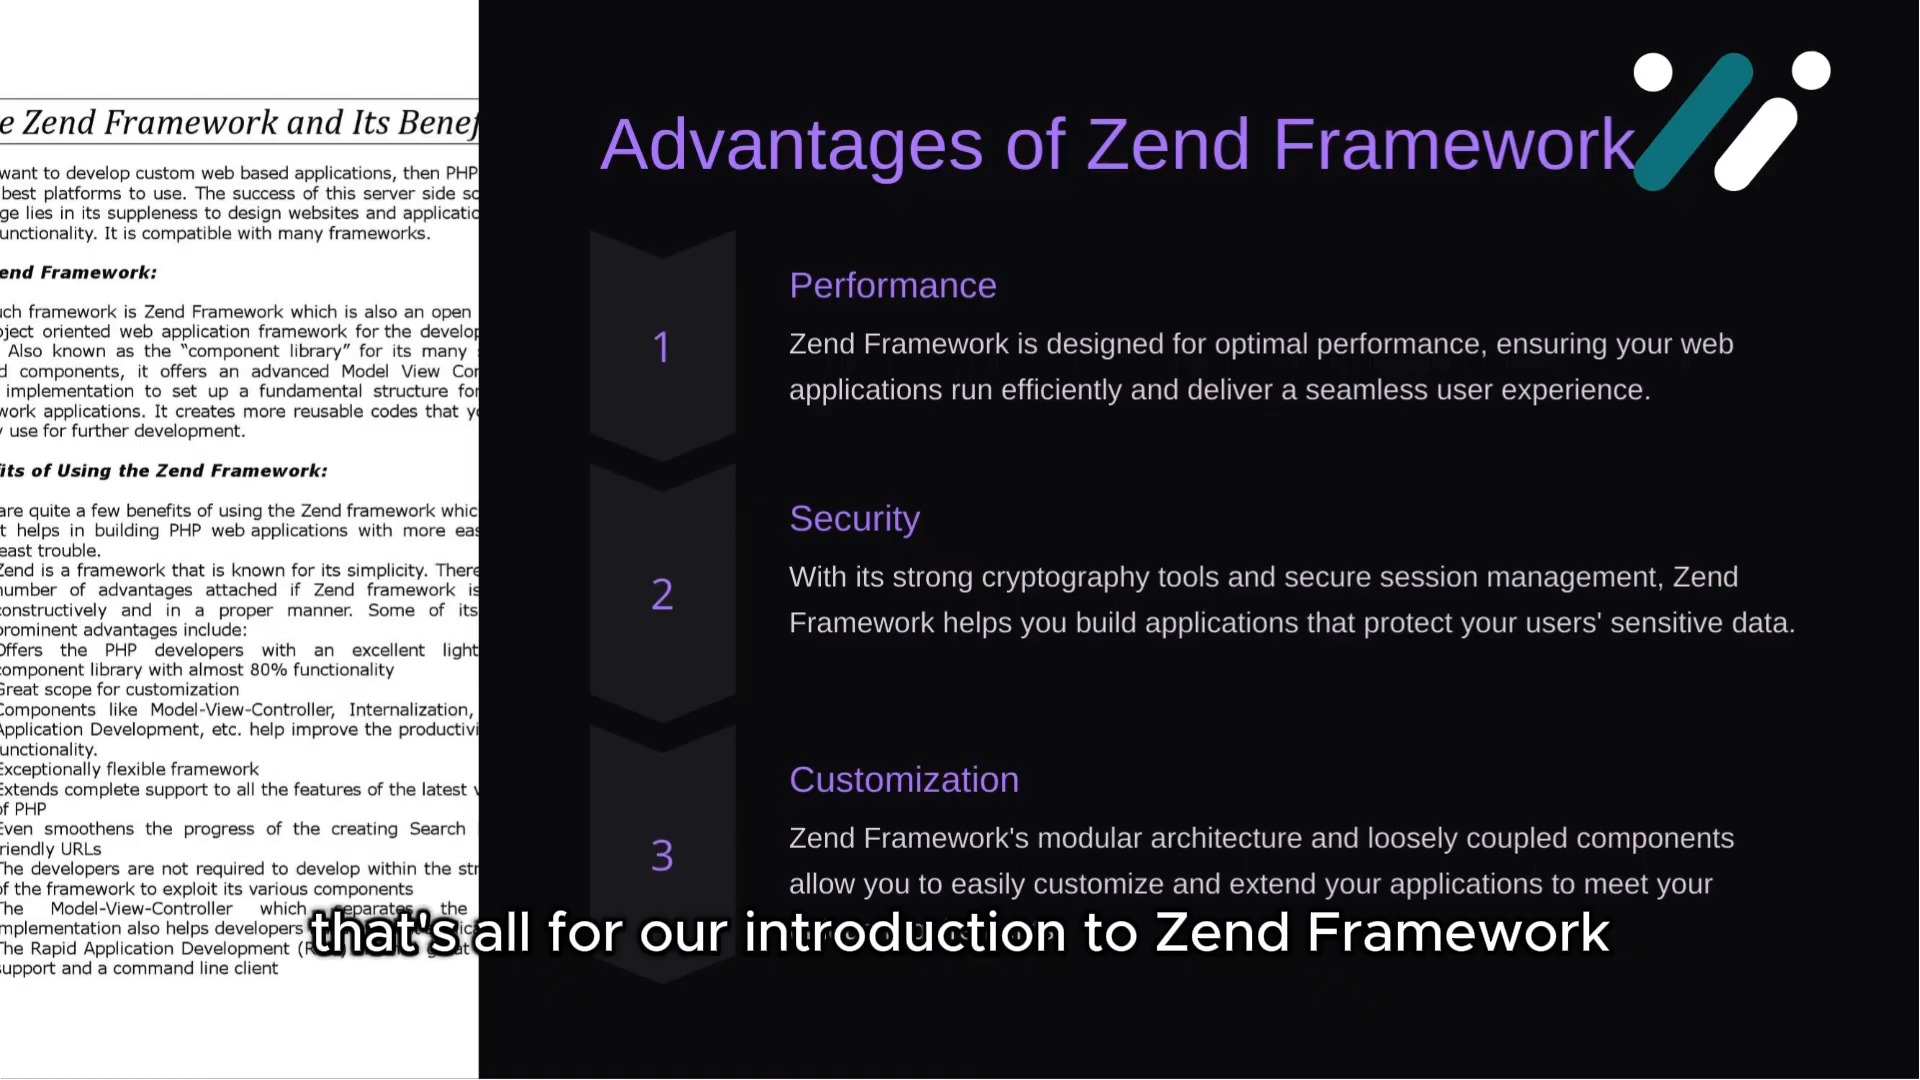 e Zend Framework and Its Benef
want to develop custom web based applications, then PHP
best platforms to use. The success of this server side sc
ge lies in its suppleness to design websites and applicatio
unctionality. It is compatible with many frameworks.
end Framework:
uch framework is Zend Framework which is also an open
oject oriented web application framework for the develop
Also known as the “component library” for its many
d components, it offers an advanced Model View Con
implementation to set up a fundamental structure for
work applications. It creates more reusable codes that yo
y use for further development.
fits of Using the Zend Framework:
are quite a few benefits of using the Zend framework whic
t helps in building PHP web applications with more eas
east trouble.
Zend is a framework that is known for its simplicity. There
number of advantages attached if Zend framework is
constructively and in a proper manner. Some of its
prominent advantages include:
Offers the PHP developers with an excellent light
component library with almost 80% functionality
Great scope for customization
Components like Model-View-Controller, Internalization,
Application Development, etc. help improve the productivi
functionality.
Exceptionally flexible framework
Extends complete support to all the features of the latest v
of PHP
Even smoothens the progress of the creating Search
friendly URLs
The developers are not required to develop within the str
of the framework to exploit its various components
The Model-View-Controller which separates the
implementation also helps developers
The Rapid Application Development
support and a command line client
Advantages of Zend Framework
1
Performance
Zend Framework is designed for optimal performance, ensuring your web
applications run efficiently and deliver a seamless user experience.
2
Security
With its strong cryptography tools and secure session management, Zend
Framework helps you build applications that protect your users' sensitive data.
3
Customization
Zend Framework's modular architecture and loosely coupled components
allow you to easily customize and extend your applications to meet your
that's all for our introduction to Zend Framework